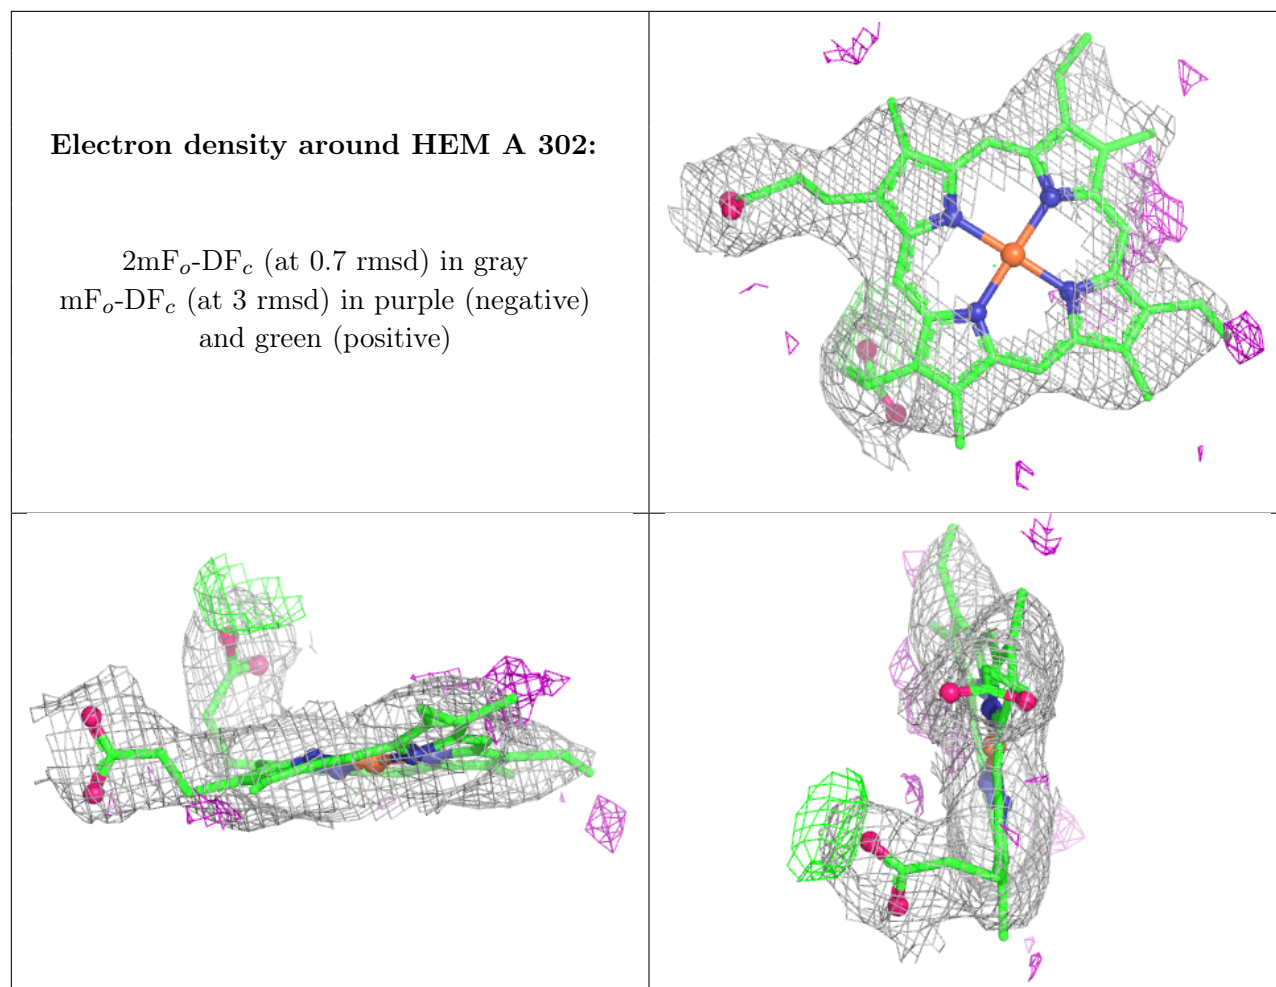 Electron density around HEM A 302:
2mFₒ-DF𝒸 (at 0.7 rmsd) in gray
mFₒ-DF𝒸 (at 3 rmsd) in purple (negative)
and green (positive)